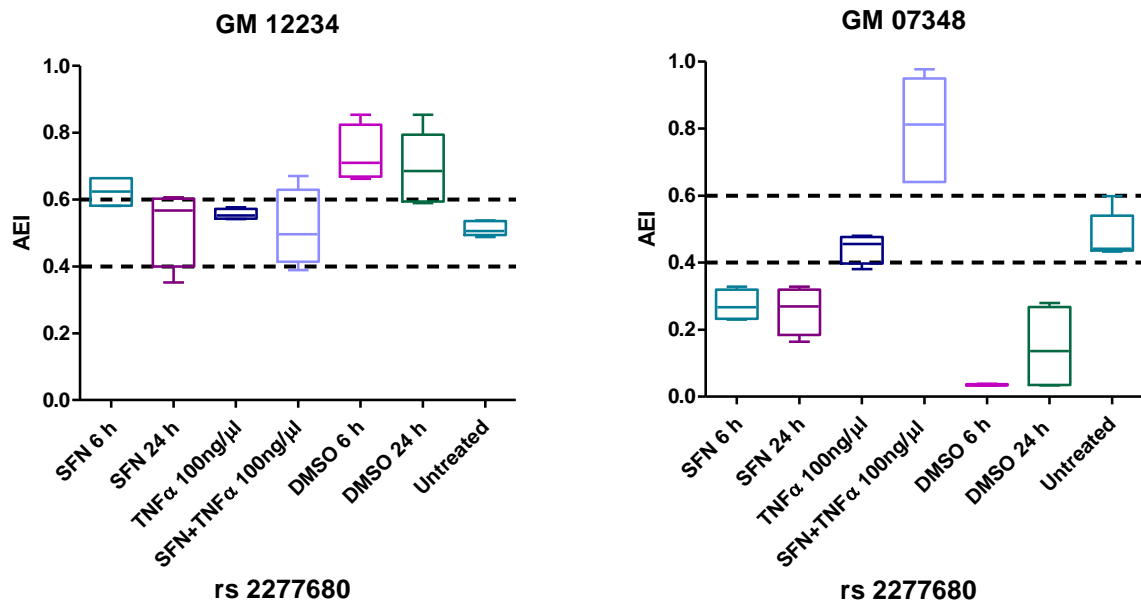 GM 12234
AEI
1.0
0.8
0.6
0.4
0.2
0.0
SFN 6 h
SFN 24 h
TNFα 100ng/µl
SFN+TNFα 100ng/µl
DMSO 6 h
DMSO 24 h
Untreated
rs 2277680
GM 07348
AEI
1.0
0.8
0.6
0.4
0.2
0.0
SFN 6 h
SFN 24 h
TNFα 100ng/µl
SFN+TNFα 100ng/µl
DMSO 6 h
DMSO 24 h
Untreated
rs 2277680